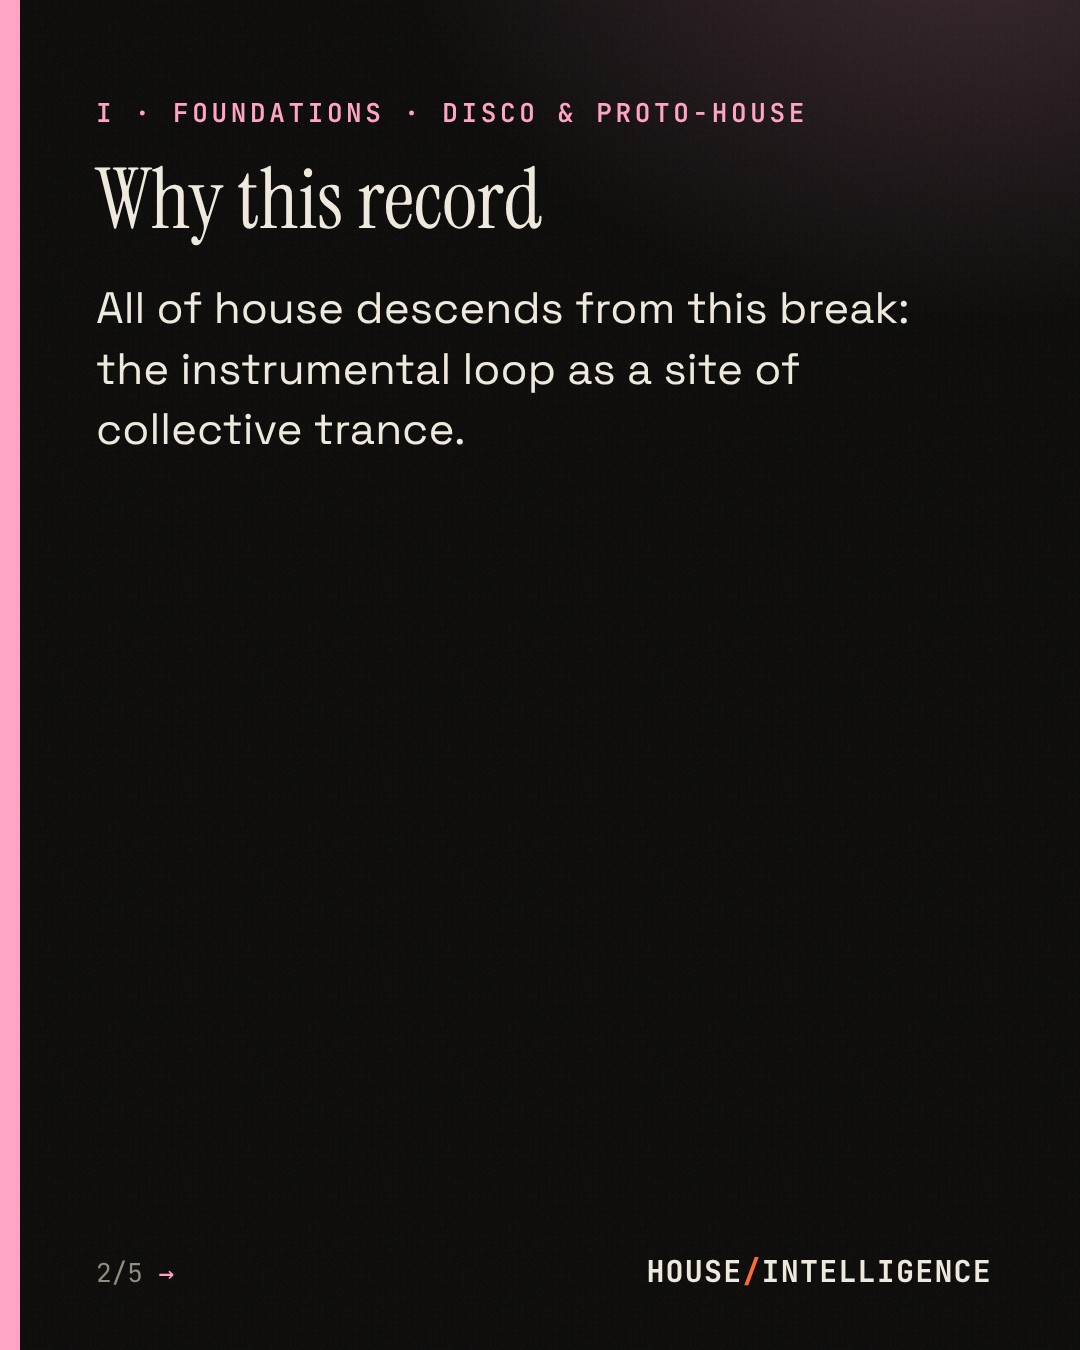 I · FOUNDATIONS · DISCO & PROTO-HOUSE
Why this record
All of house descends from this break:
the instrumental loop as a site of
collective trance.
2/5 →
HOUSE/INTELLIGENCE